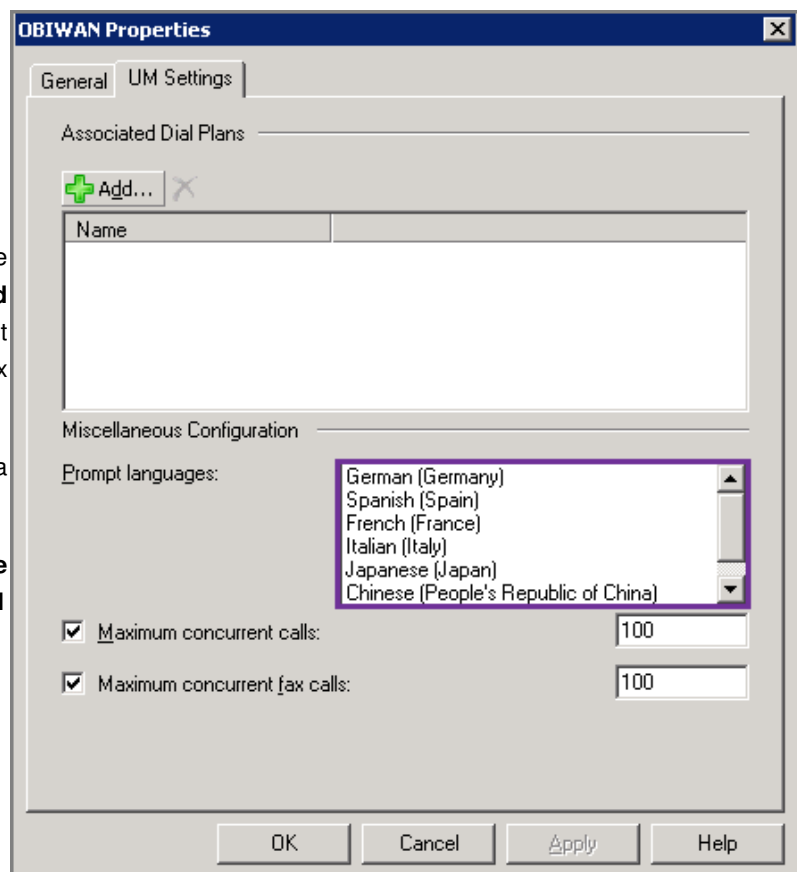 OBIWAN Properties
General
UM Settings
Associated Dial Plans
Add...
Name
e
d
t
x
Miscellaneous Configuration
a
Prompt languages:
German (Germany)
Spanish (Spain)
French (France)
Italian (Italy)
Japanese (Japan)
Chinese (People's Republic of China)
e
Maximum concurrent calls:
100
Maximum concurrent fax calls:
100
OK
Cancel
Apply
Help